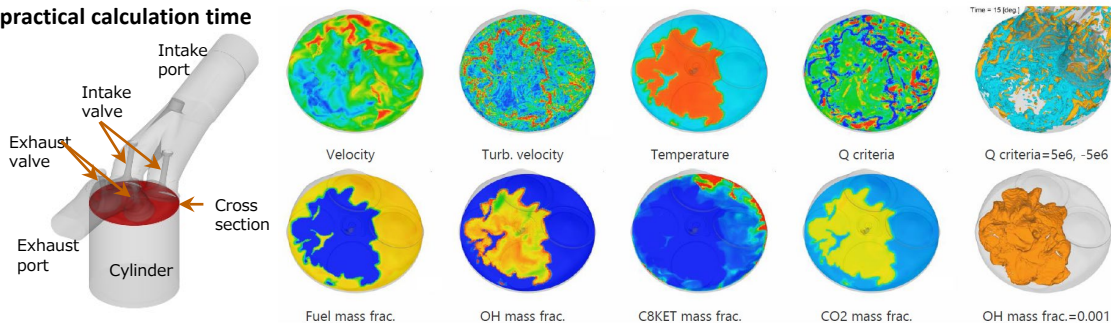 practical calculation time
Intake
port
Intake
valve
Exhaust
valve
Cross
section
Exhaust
port
Cylinder
Time = 15 [deg.]
Velocity
Turb. velocity
Temperature
Q criteria
Q criteria=5e6, -5e6
Fuel mass frac.
OH mass frac.
C8KET mass frac.
CO2 mass frac.
OH mass frac.=0.001